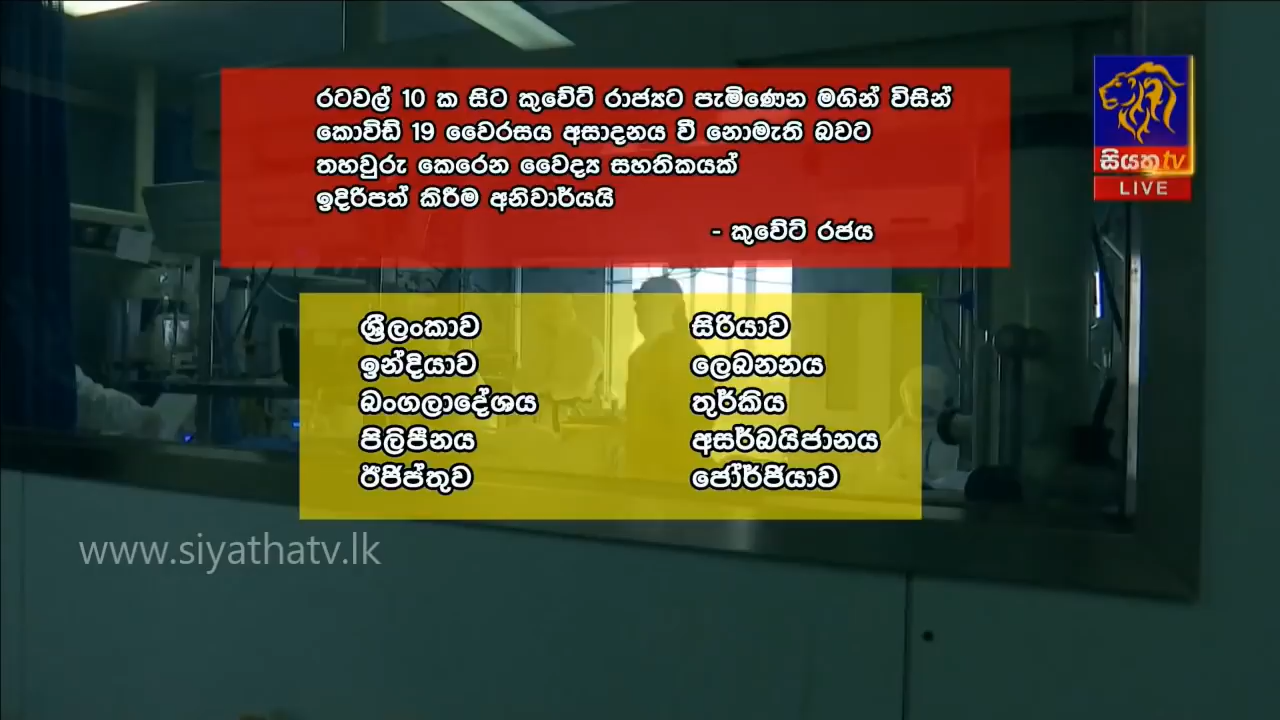 රටවල් 10 ක සිට කුවේට් රාජ්‍යට පැමිණෙන මගින් විසින්
කොවිඩ් 19 වෛරසය අසාදනය වී නොමැති බවට
තහවුරු කෙරෙන වෛද්‍ය සහතිකයක්
ඉදිරිපත් කිරීම අනිවාර්යයි
- කුවේට් රජය
සියත tv
LIVE
ශ්‍රීලංකාව
ඉන්දියාව
බංගලාදේශය
පිලිපීනය
ඊජිප්තුව
සිරියාව
ලෙබනනය
තුර්කිය
අසර්බයිජානය
ජෝර්ජියාව
www.siyathatv.lk